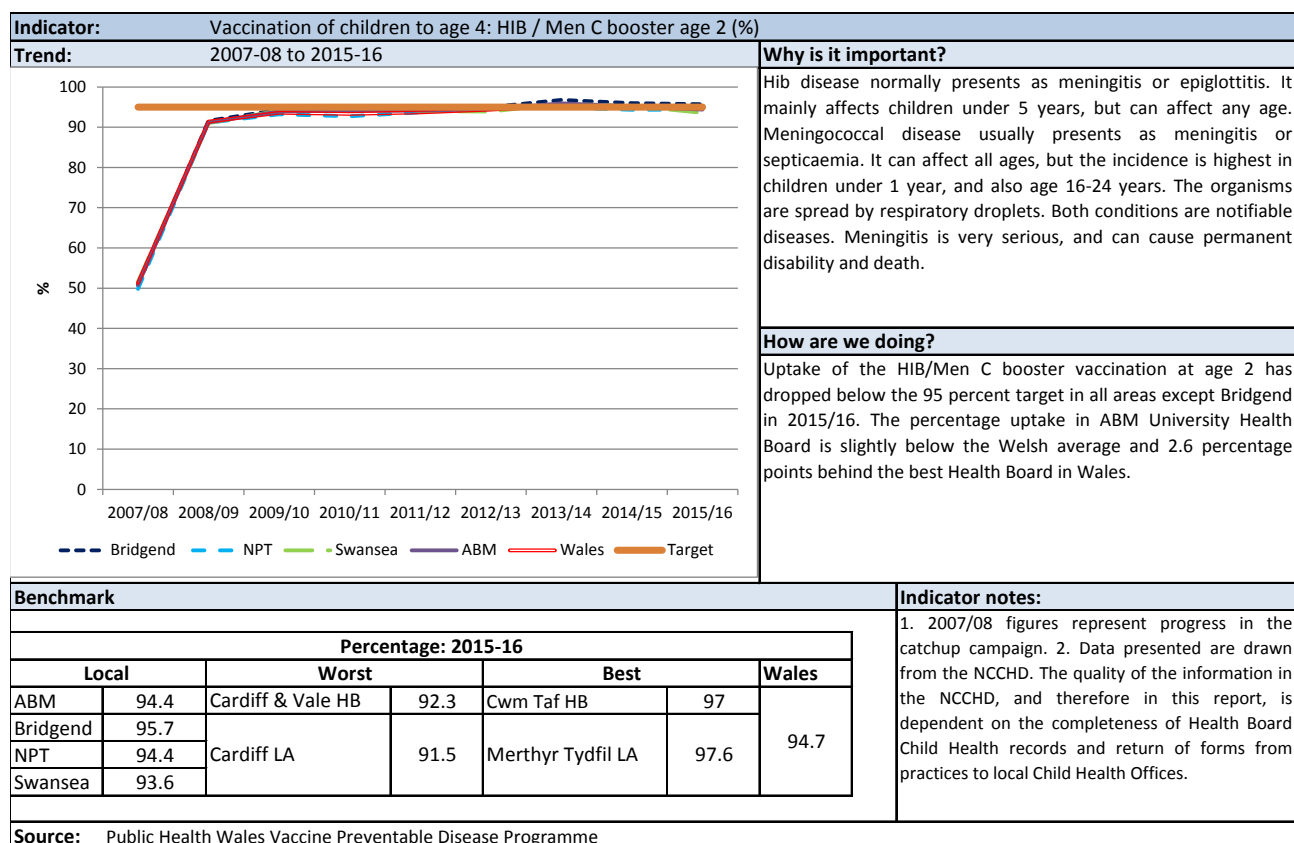 Indicator: Vaccination of children to age 4: HIB / Men C booster age 2 (%)
Trend: 2007-08 to 2015-16
100
90
80
70
60
50
40
30
20
10
0
%
2007/08 2008/09 2009/10 2010/11 2011/12 2012/13 2013/14 2014/15 2015/16
Bridgend NPT Swansea ABM Wales Target
Why is it important?
Hib disease normally presents as meningitis or epiglottitis. It
mainly affects children under 5 years, but can affect any age.
Meningococcal disease usually presents as meningitis or
septicaemia. It can affect all ages, but the incidence is highest in
children under 1 year, and also age 16-24 years. The organisms
are spread by respiratory droplets. Both conditions are notifiable
diseases. Meningitis is very serious, and can cause permanent
disability and death.
How are we doing?
Uptake of the HIB/Men C booster vaccination at age 2 has
dropped below the 95 percent target in all areas except Bridgend
in 2015/16. The percentage uptake in ABM University Health
Board is slightly below the Welsh average and 2.6 percentage
points behind the best Health Board in Wales.
Benchmark
Percentage: 2015-16
Local Worst Best Wales
ABM 94.4 Cardiff & Vale HB 92.3 Cwm Taf HB 97
Bridgend 95.7
NPT 94.4 Cardiff LA 91.5 Merthyr Tydfil LA 97.6 94.7
Swansea 93.6
Indicator notes:
1. 2007/08 figures represent progress in the
catchup campaign. 2. Data presented are drawn
from the NCCHD. The quality of the information in
the NCCHD, and therefore in this report, is
dependent on the completeness of Health Board
Child Health records and return of forms from
practices to local Child Health Offices.
Source: Public Health Wales Vaccine Preventable Disease Programme